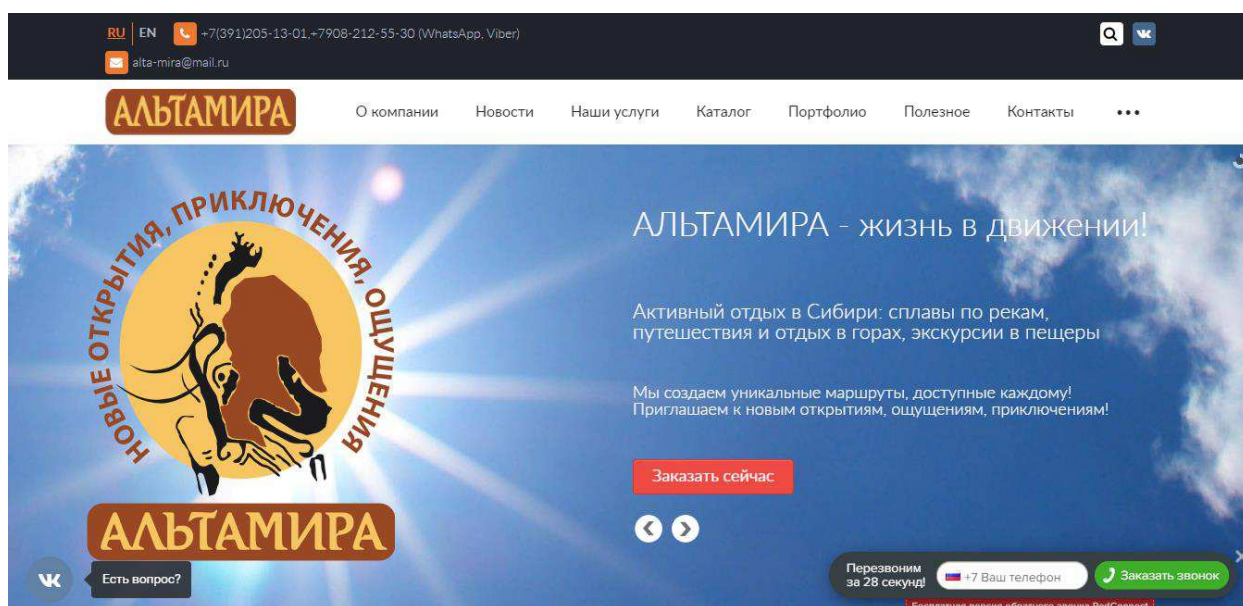 RU EN +7(391)205-13-01,+7908-212-55-30 (WhatsApp, Viber)
alta-mira@mail.ru
АЛЬТАМИРА
О компании Новости Наши услуги Каталог Портфолио Полезное Контакты •••
НОВЫЕ ОТКРЫТИЯ, ПРИКЛЮЧЕНИЯ, ОЩУЩЕНИЯ
АЛЬТАМИРА
АЛЬТАМИРА - жизнь в движении!
Активный отдых в Сибири: сплавы по рекам,
путешествия и отдых в горах, экскурсии в пещеры
Мы создаем уникальные маршруты, доступные каждому!
Приглашаем к новым открытиям, ощущениям, приключениям!
Заказать сейчас
Есть вопрос?
Перезвоним
за 28 секунд!
+7 Ваш телефон
Заказать звонок